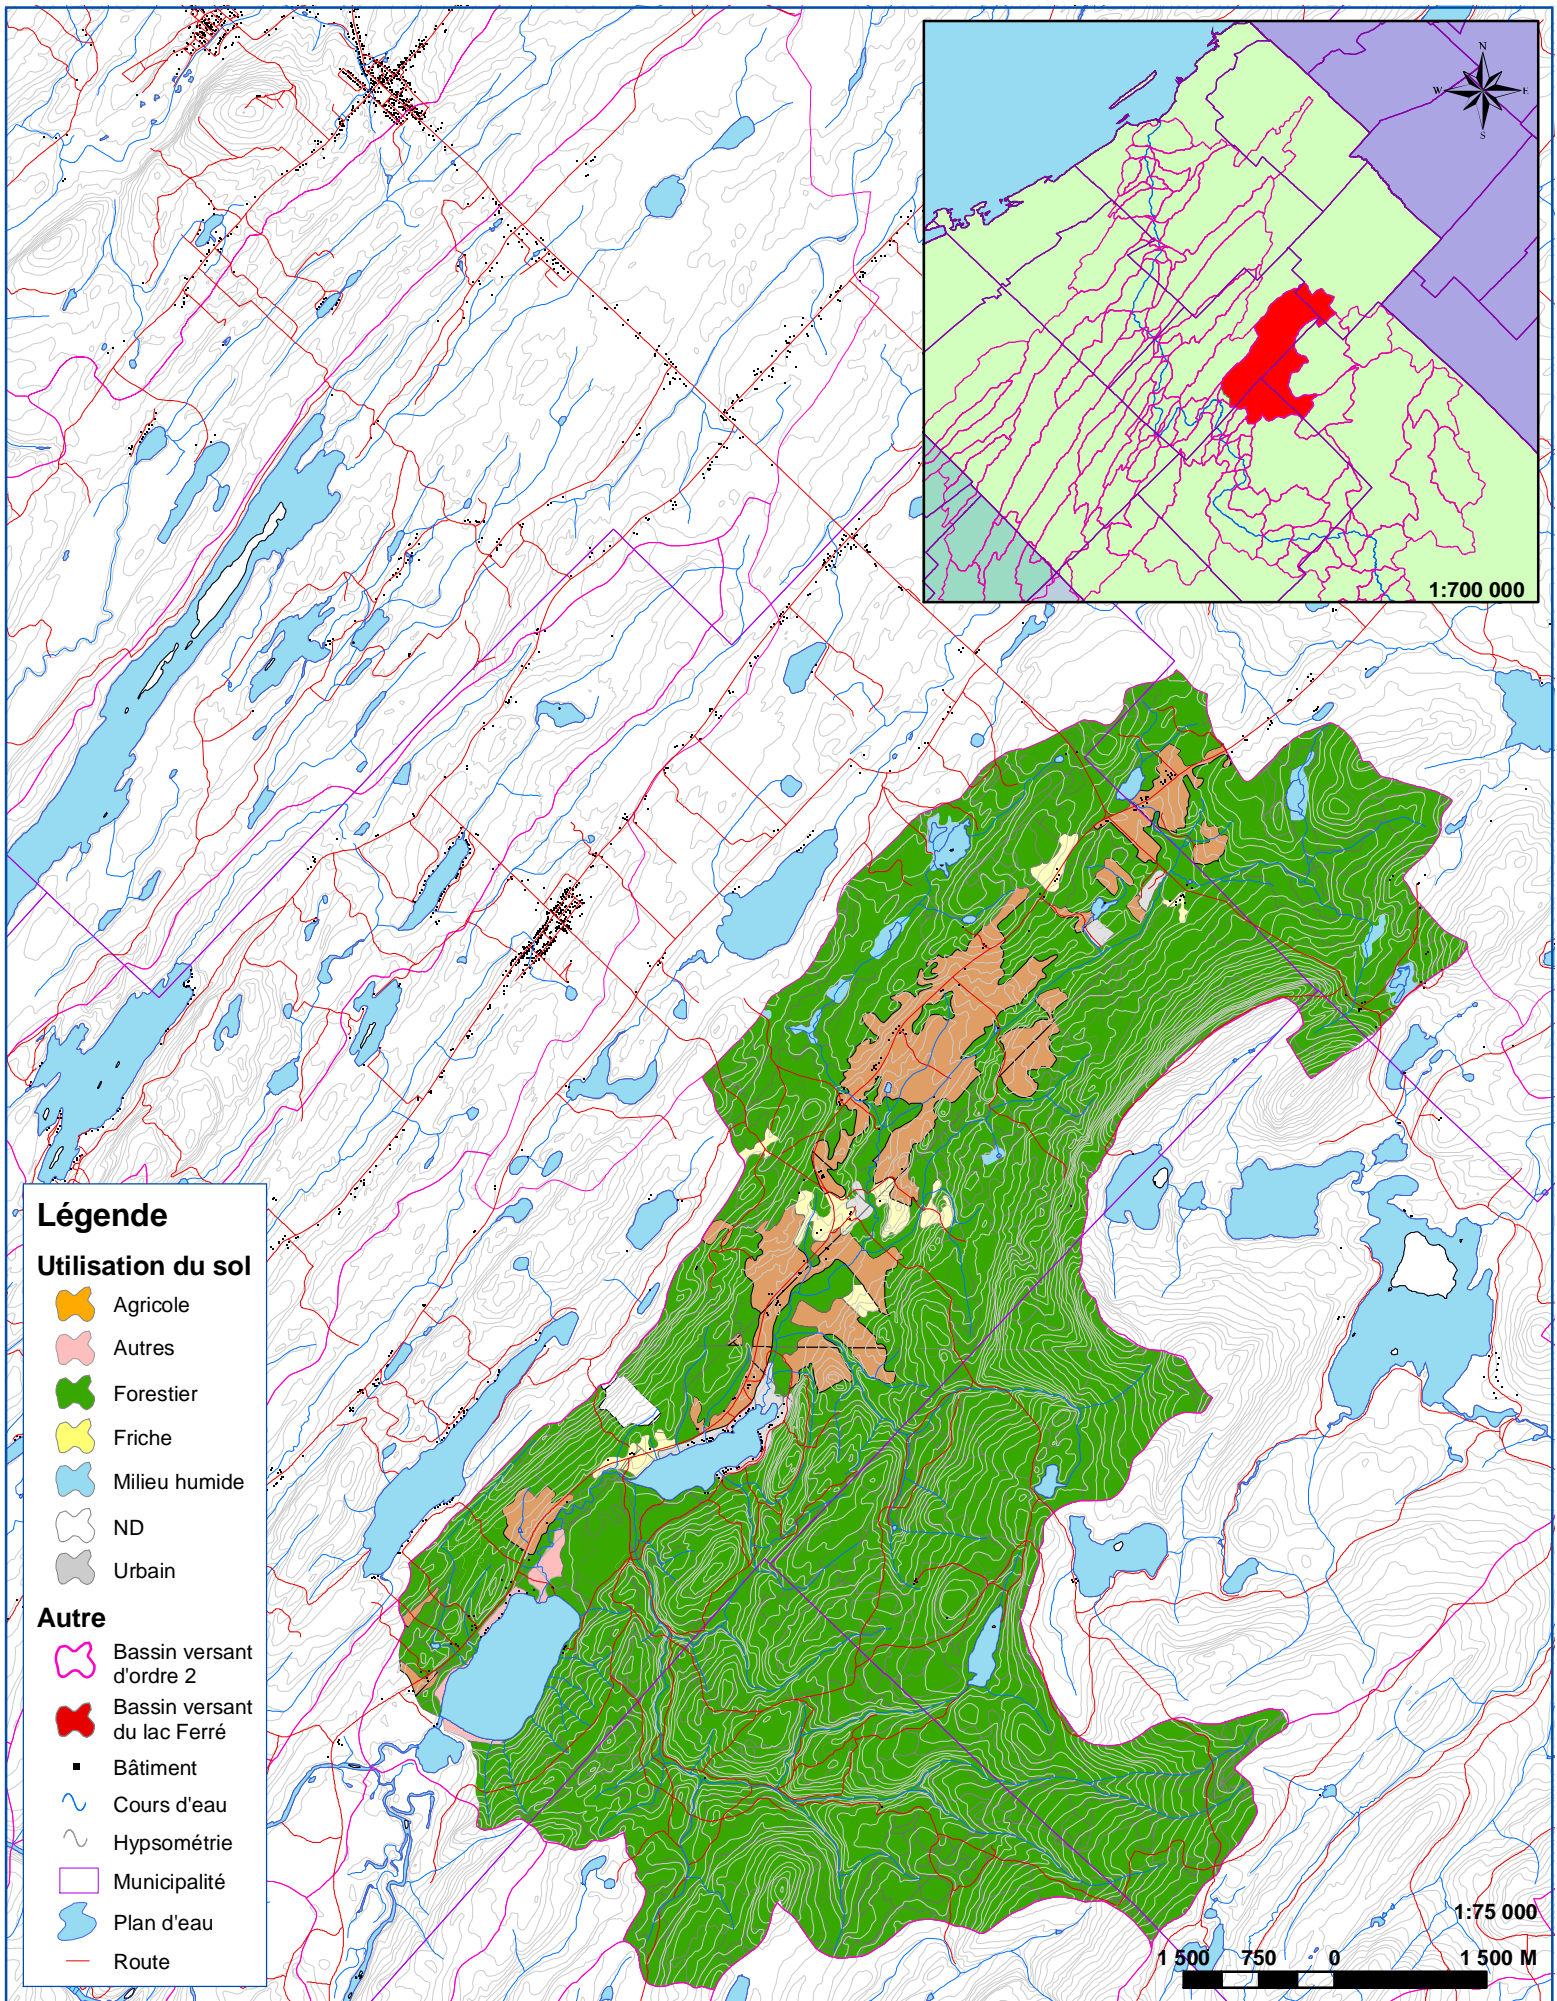 N
W
E
S
1:700 000
Légende
Utilisation du sol
Agricole
Autres
Forestier
Friche
Milieu humide
ND
Urbain
Autre
Bassin versant
d'ordre 2
Bassin versant
du lac Ferré
Bâtiment
Cours d'eau
Hypsométrie
Municipalité
Plan d'eau
Route
1:75 000
1 500 750 0 1 500 M